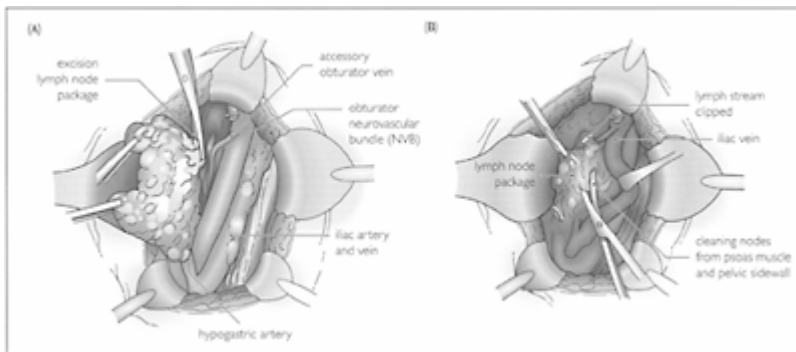 (A)
excision
lymph node
package
accessory
obturator vein
obturator
neurovascular
bundle (NVB)
iliac artery
and vein
hypogastric artery
(B)
lymph stream
clipped
iliac vein
lymph node
package
cleaning nodes
from psoas muscle
and pelvic sidewall